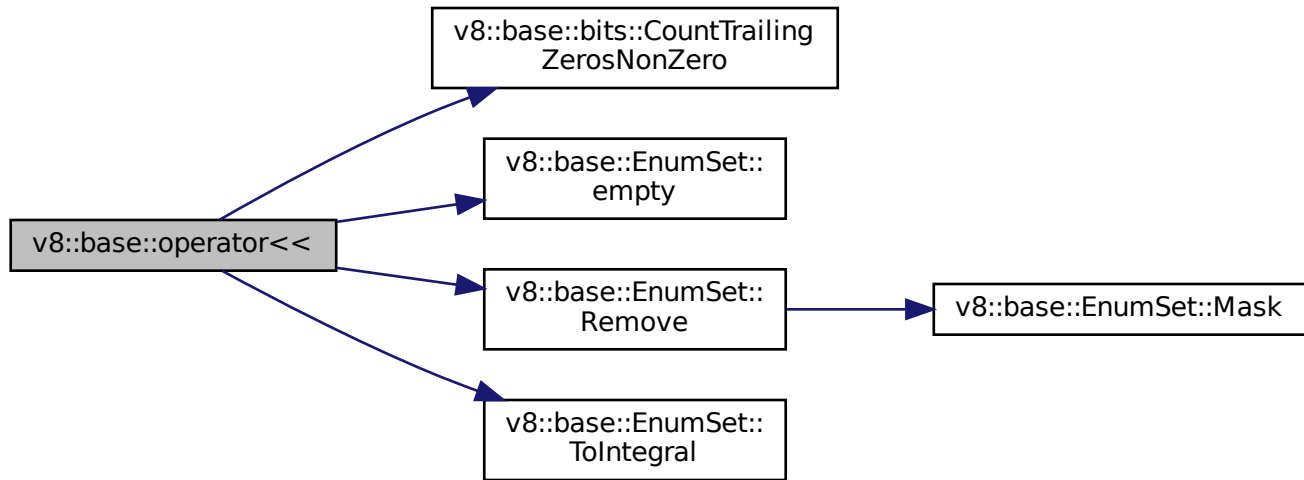 v8::base::bits::CountTrailing
ZerosNonZero
v8::base::EnumSet::
empty
v8::base::operator<<
v8::base::EnumSet::
Remove
v8::base::EnumSet::Mask
v8::base::EnumSet::
ToIntegral